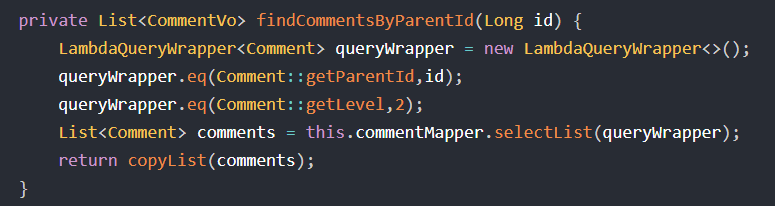 private List<CommentVo> findCommentsByParentId(Long id) {
    LambdaQueryWrapper<Comment> queryWrapper = new LambdaQueryWrapper<>();
    queryWrapper.eq(Comment::getParentId,id);
    queryWrapper.eq(Comment::getLevel,2);
    List<Comment> comments = this.commentMapper.selectList(queryWrapper);
    return copyList(comments);
}